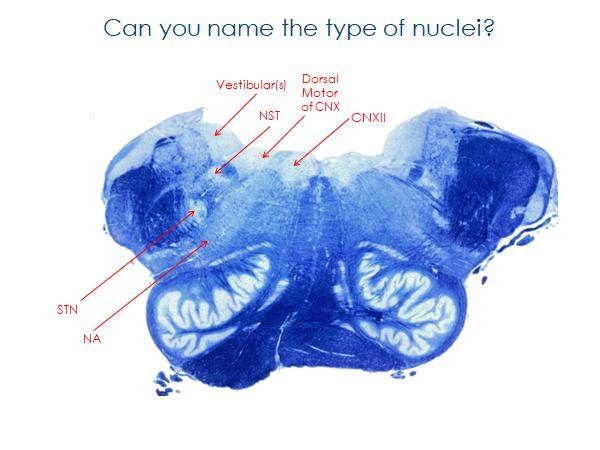 Can you name the type of nuclei?
Vestibular(s)
Dorsal
Motor
of CNX
NST
CNXII
STN
NA